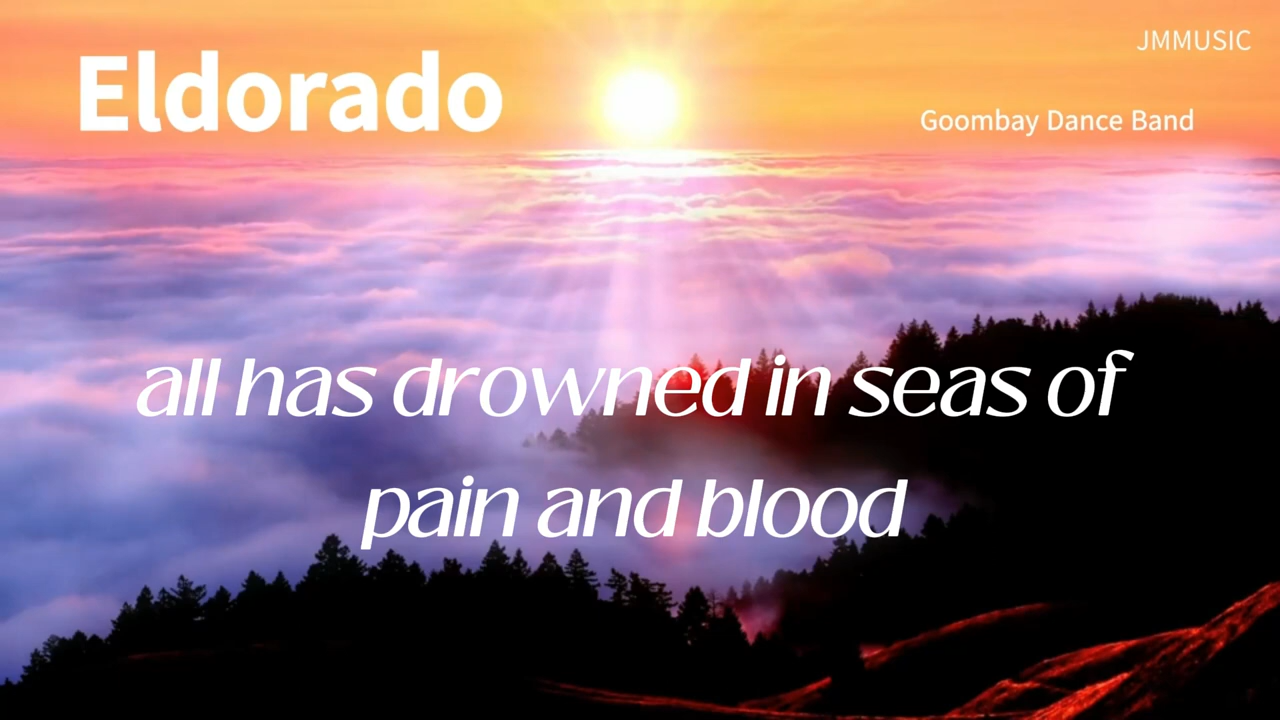 JMMUSIC
Eldorado
Goombay Dance Band
all has drowned in seas of
pain and blood